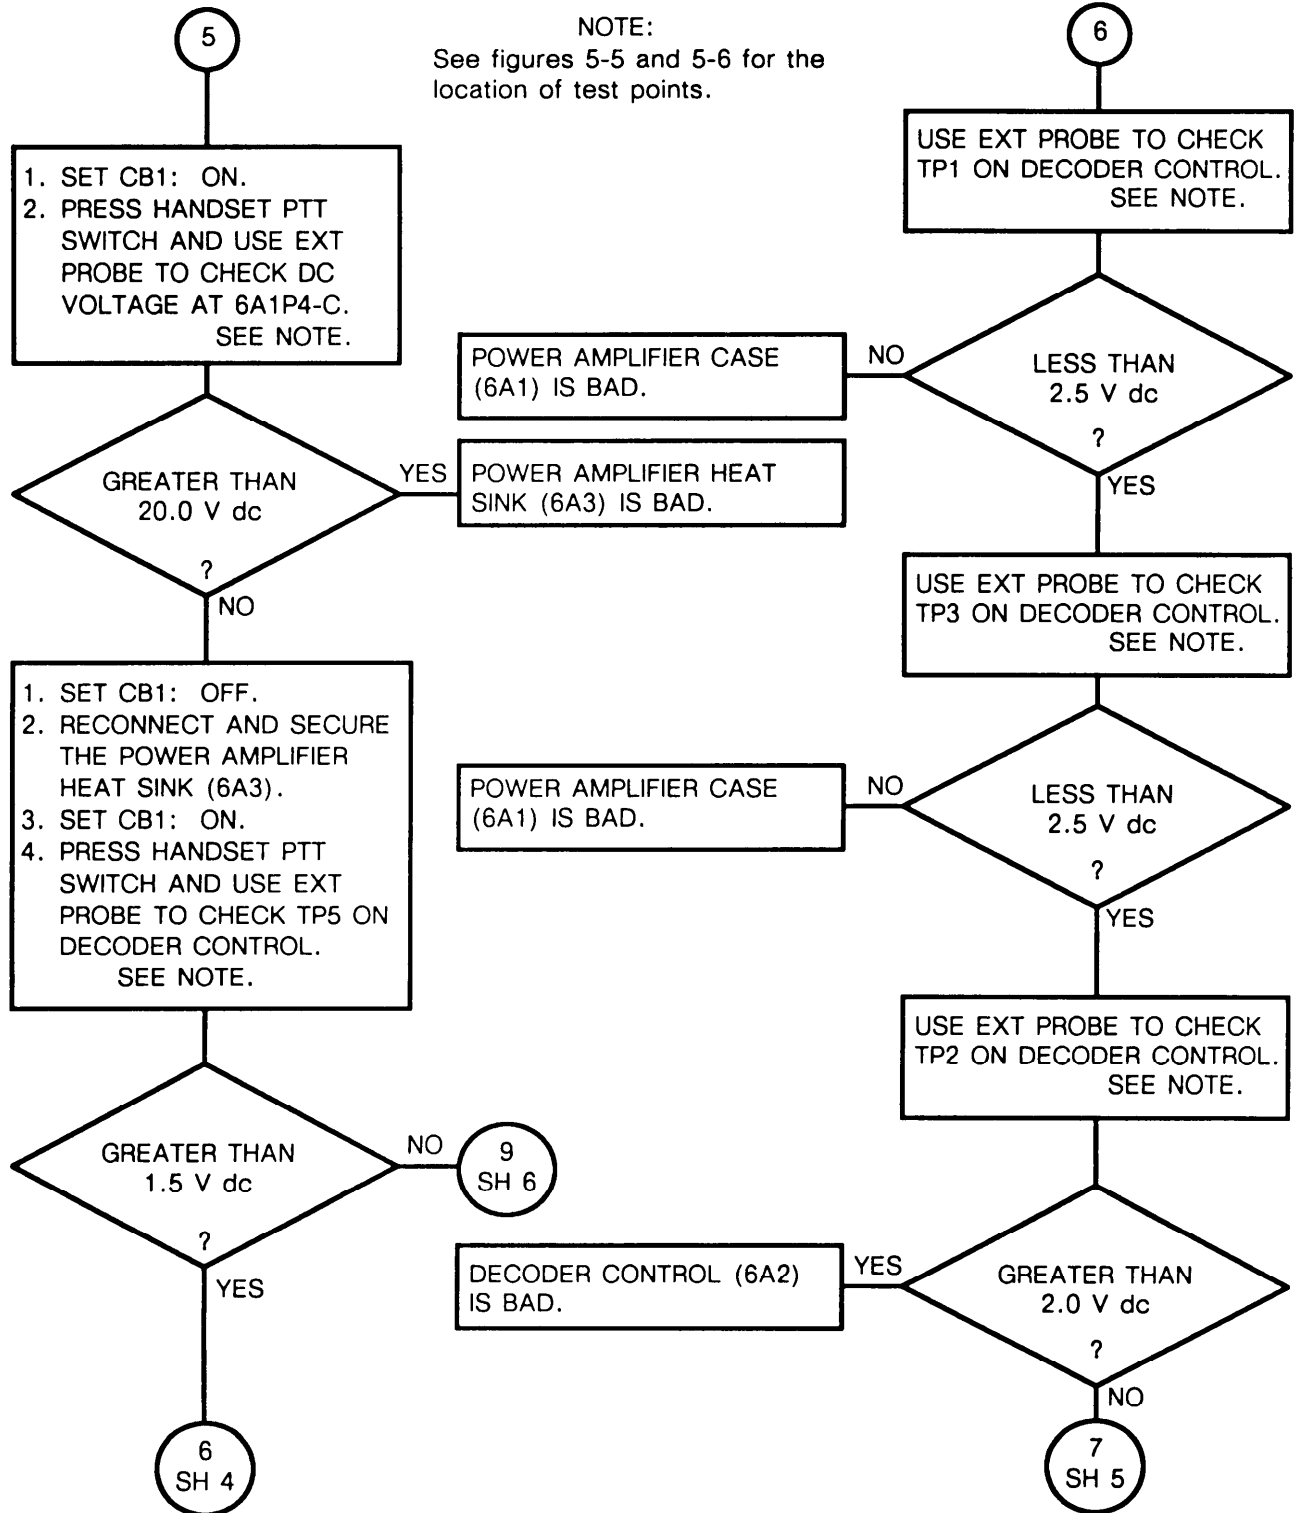 5
NOTE:
See figures 5-5 and 5-6 for the
location of test points.
1. SET CB1: ON.
2. PRESS HANDSET PTT
SWITCH AND USE EXT
PROBE TO CHECK DC
VOLTAGE AT 6A1P4-C.
SEE NOTE.
GREATER THAN
20.0 V dc
?
YES
POWER AMPLIFIER HEAT
SINK (6A3) IS BAD.
NO
1. SET CB1: OFF.
2. RECONNECT AND SECURE
THE POWER AMPLIFIER
HEAT SINK (6A3).
3. SET CB1: ON.
4. PRESS HANDSET PTT
SWITCH AND USE EXT
PROBE TO CHECK TP5 ON
DECODER CONTROL.
SEE NOTE.
GREATER THAN
1.5 V dc
?
NO
9
SH 6
YES
6
SH 4
6
USE EXT PROBE TO CHECK
TP1 ON DECODER CONTROL.
SEE NOTE.
LESS THAN
2.5 V dc
?
NO
POWER AMPLIFIER CASE
(6A1) IS BAD.
YES
USE EXT PROBE TO CHECK
TP3 ON DECODER CONTROL.
SEE NOTE.
LESS THAN
2.5 V dc
?
NO
POWER AMPLIFIER CASE
(6A1) IS BAD.
YES
USE EXT PROBE TO CHECK
TP2 ON DECODER CONTROL.
SEE NOTE.
GREATER THAN
2.0 V dc
?
YES
DECODER CONTROL (6A2)
IS BAD.
NO
7
SH 5